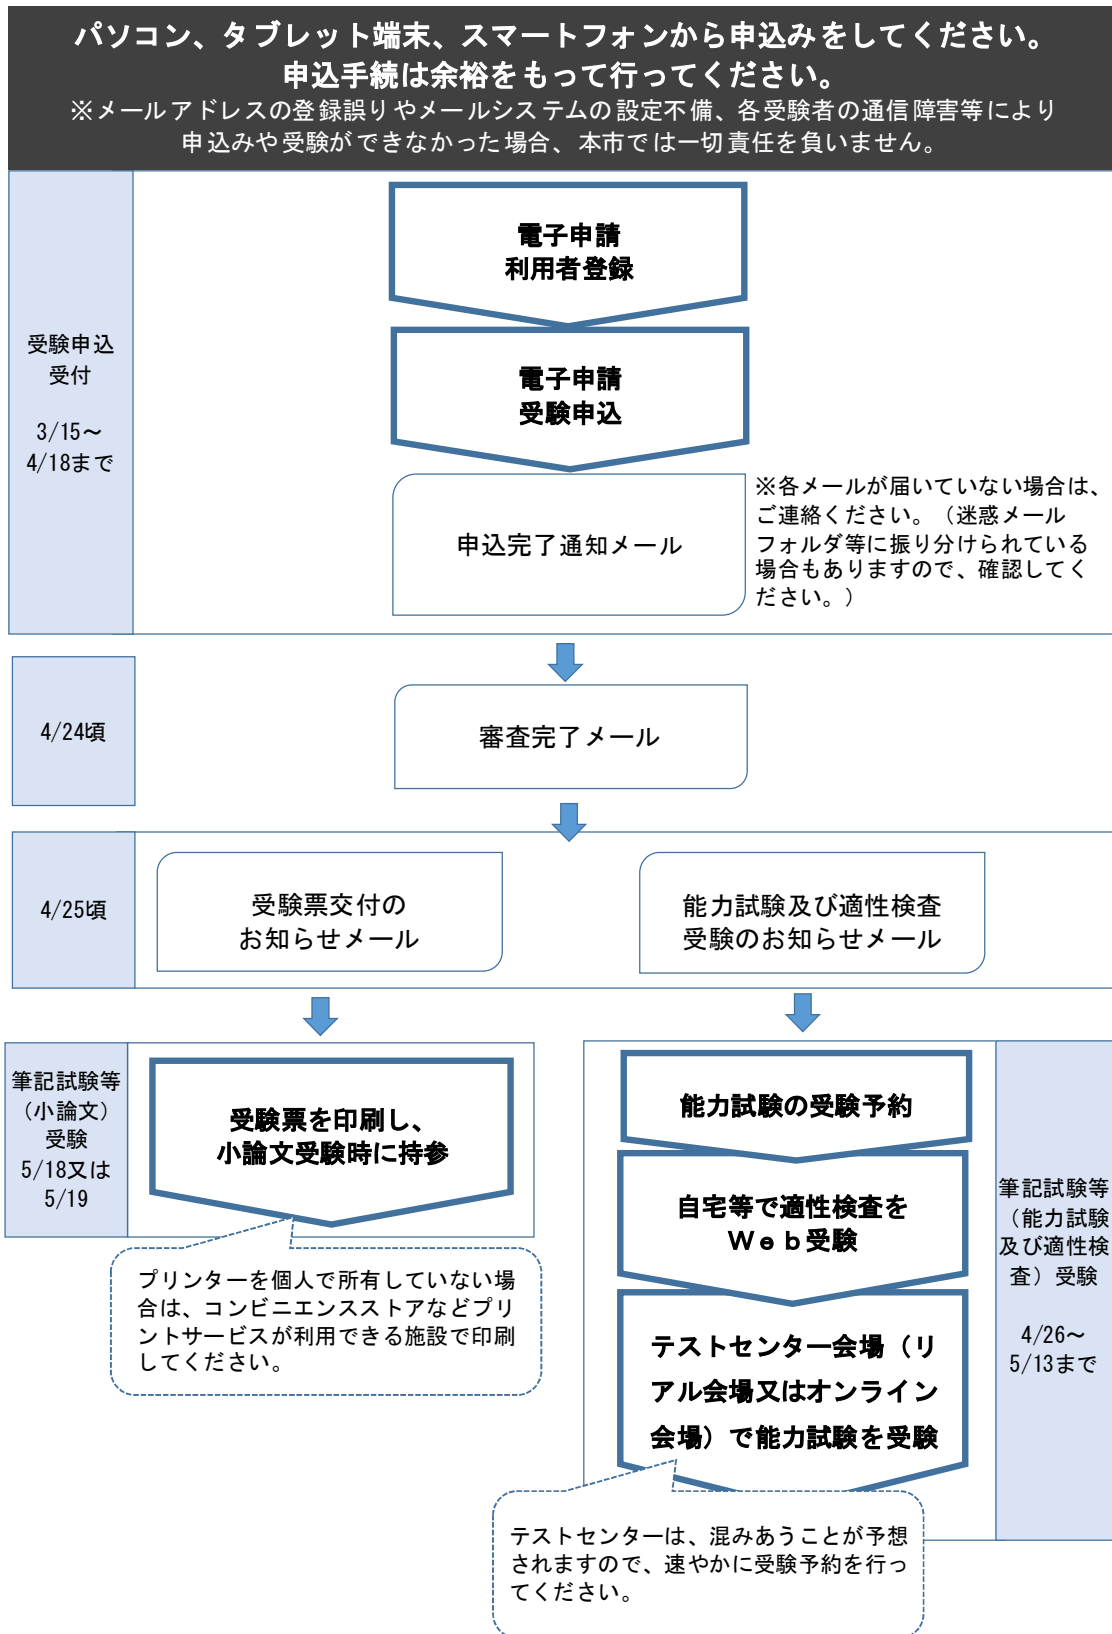 パソコン、タブレット端末、スマートフォンから申込みをしてください。
申込手続は余裕をもって行ってください。
※メールアドレスの登録誤りやメールシステムの設定不備、各受験者の通信障害等により
申込みや受験ができなかった場合、本市では一切責任を負いません。
受験申込
受付
3/15～
4/18まで
電子申請
利用者登録
電子申請
受験申込
申込完了通知メール
※各メールが届いていない場合は、
ご連絡ください。（迷惑メール
フォルダ等に振り分けられている
場合もありますので、確認してく
ださい。）
4/24頃
審査完了メール
4/25頃
受験票交付の
お知らせメール
能力試験及び適性検査
受験のお知らせメール
筆記試験等
（小論文）
受験
5/18又は
5/19
受験票を印刷し、
小論文受験時に持参
プリンターを個人で所有していない場
合は、コンビニエンスストアなどプリ
ントサービスが利用できる施設で印刷
してください。
能力試験の受験予約
自宅等で適性検査を
Ｗｅｂ受験
テストセンター会場（リ
アル会場又はオンライン
会場）で能力試験を受験
筆記試験等
（能力試験
及び適性検
査）受験
4/26～
5/13まで
テストセンターは、混みあうことが予想
されますので、速やかに受験予約を行っ
てください。